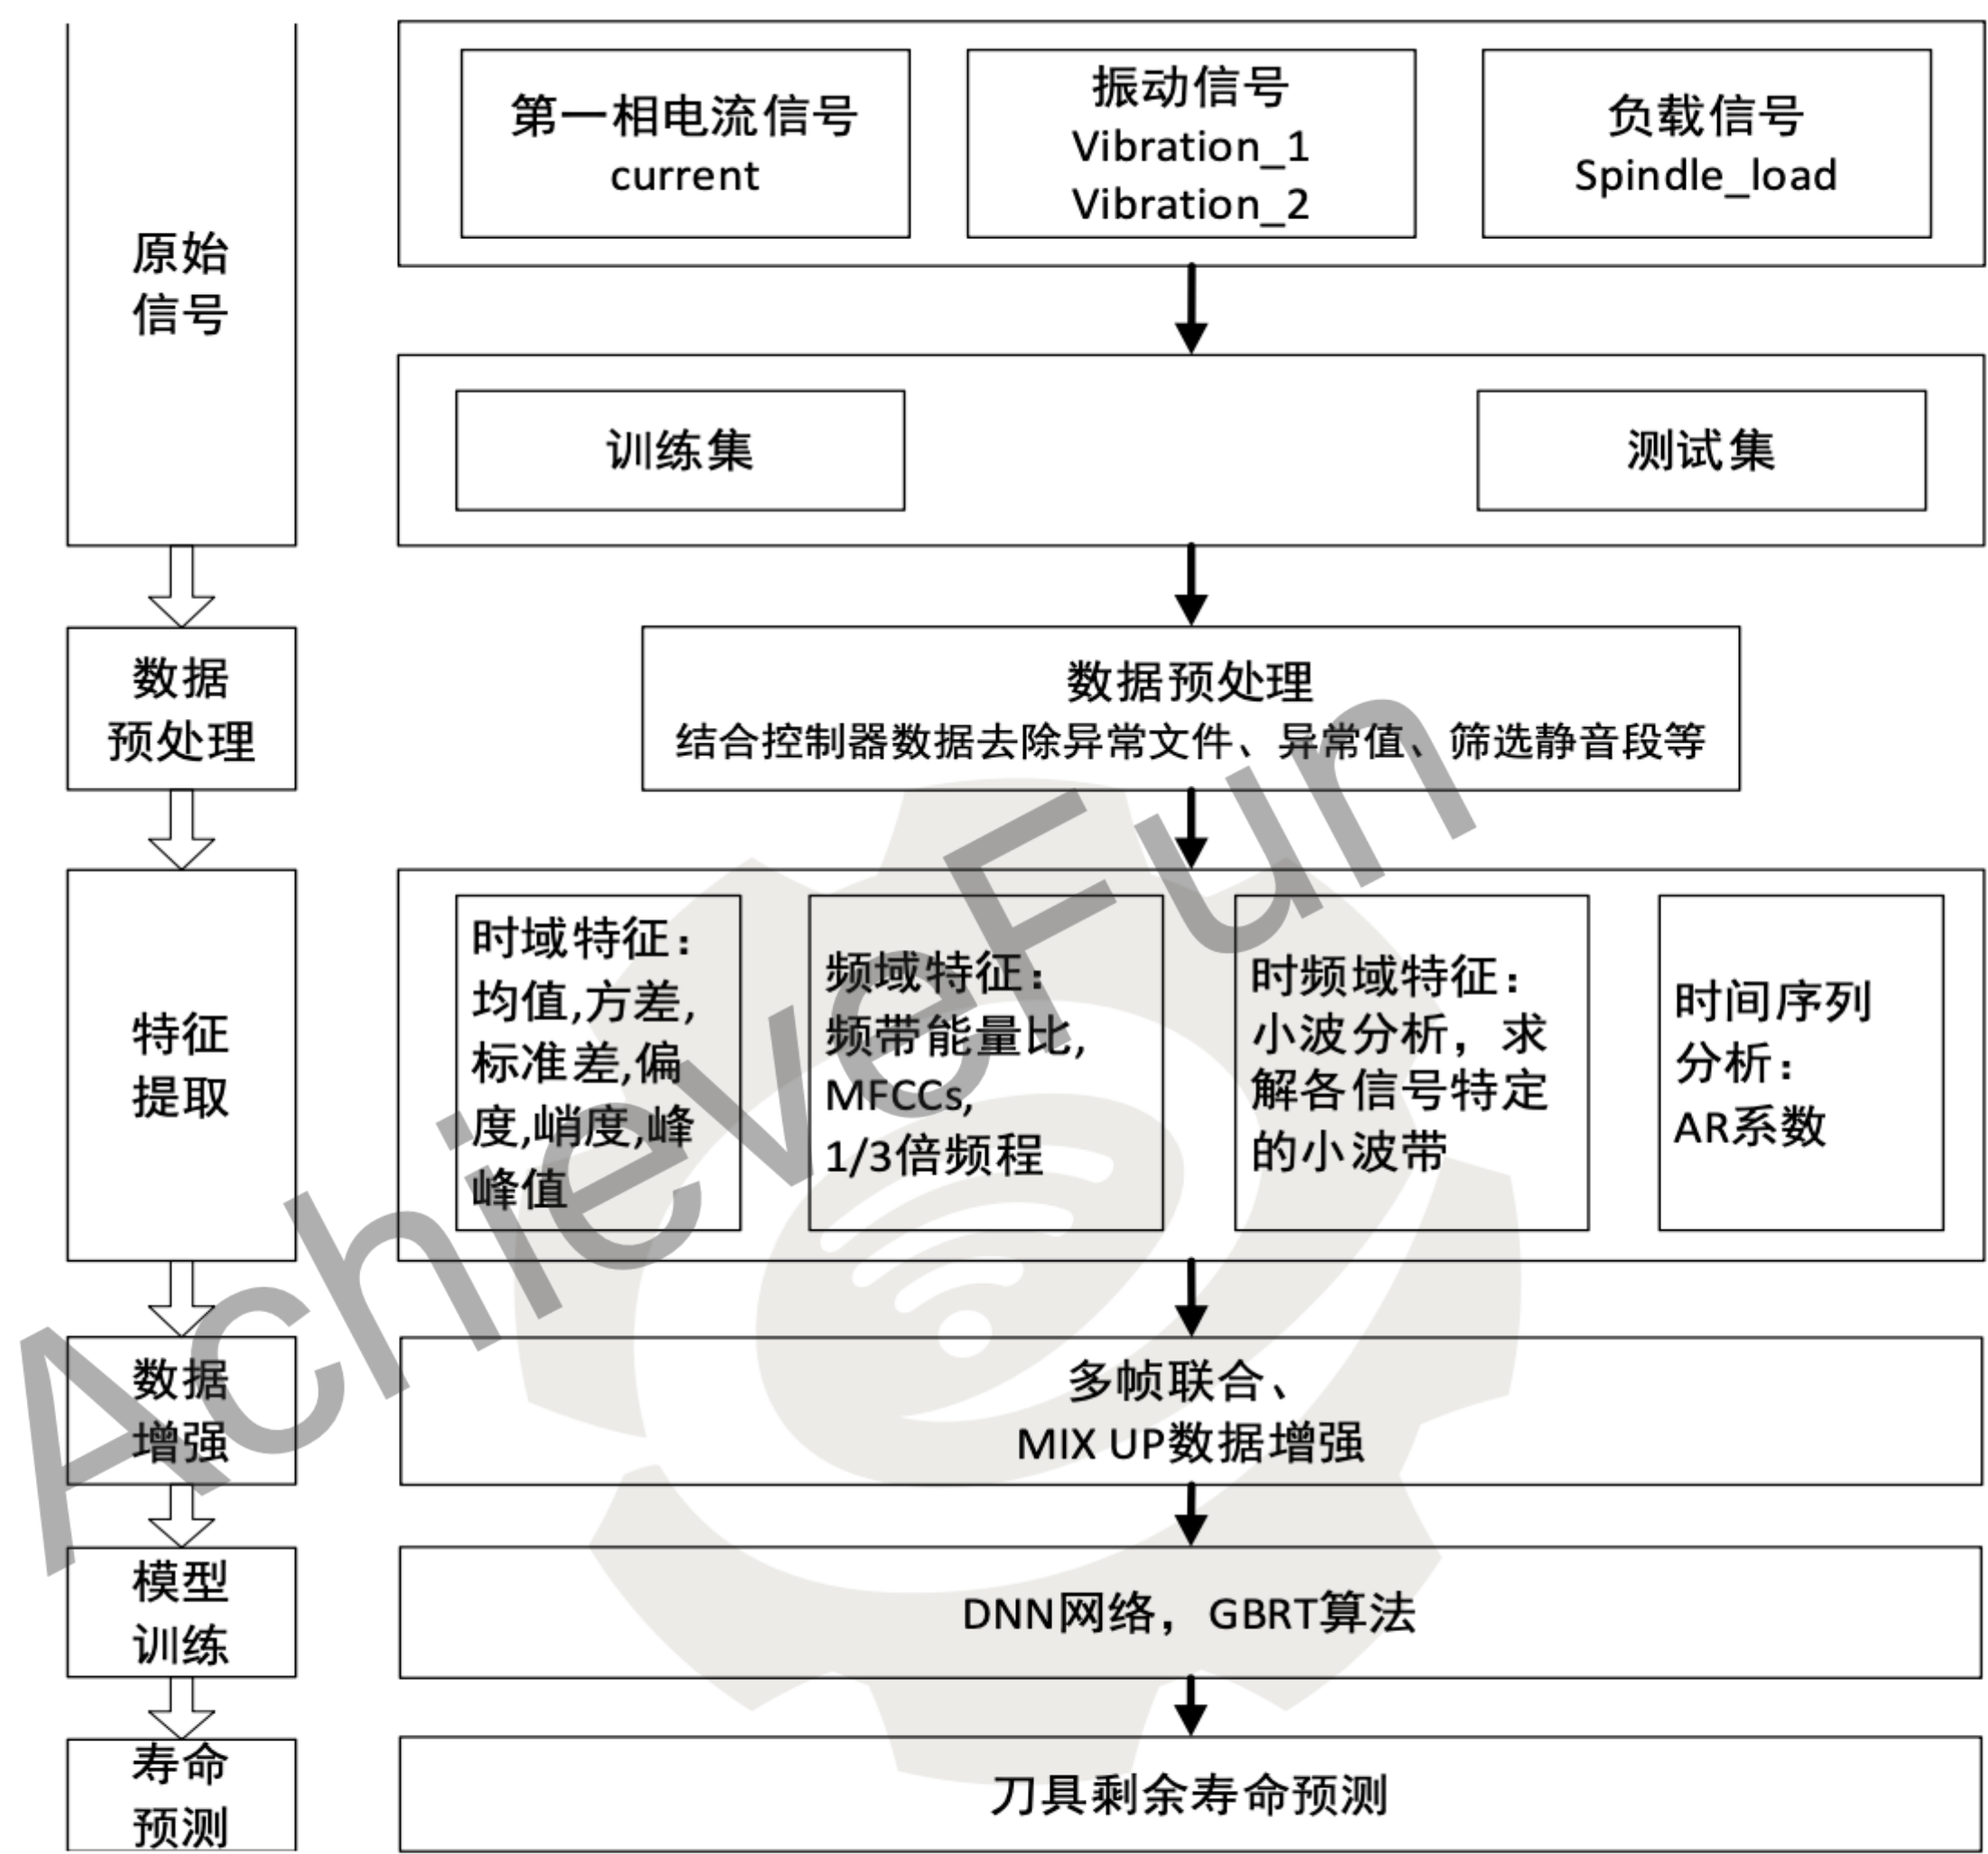 原始
信号
第一相电流信号
current
振动信号
Vibration_1
Vibration_2
负载信号
Spindle_load
训练集
测试集
数据
预处理
数据预处理
结合控制器数据去除异常文件、异常值、筛选静音段等
特征
提取
时域特征：
均值,方差,
标准差,偏
度,峭度,峰
峰值
频域特征：
频带能量比,
MFCCs,
1/3倍频程
时频域特征：
小波分析，求
解各信号特定
的小波带
时间序列
分析：
AR系数
数据
增强
多帧联合、
MIX UP数据增强
模型
训练
DNN网络，GBRT算法
寿命
预测
刀具剩余寿命预测
AchieveFun